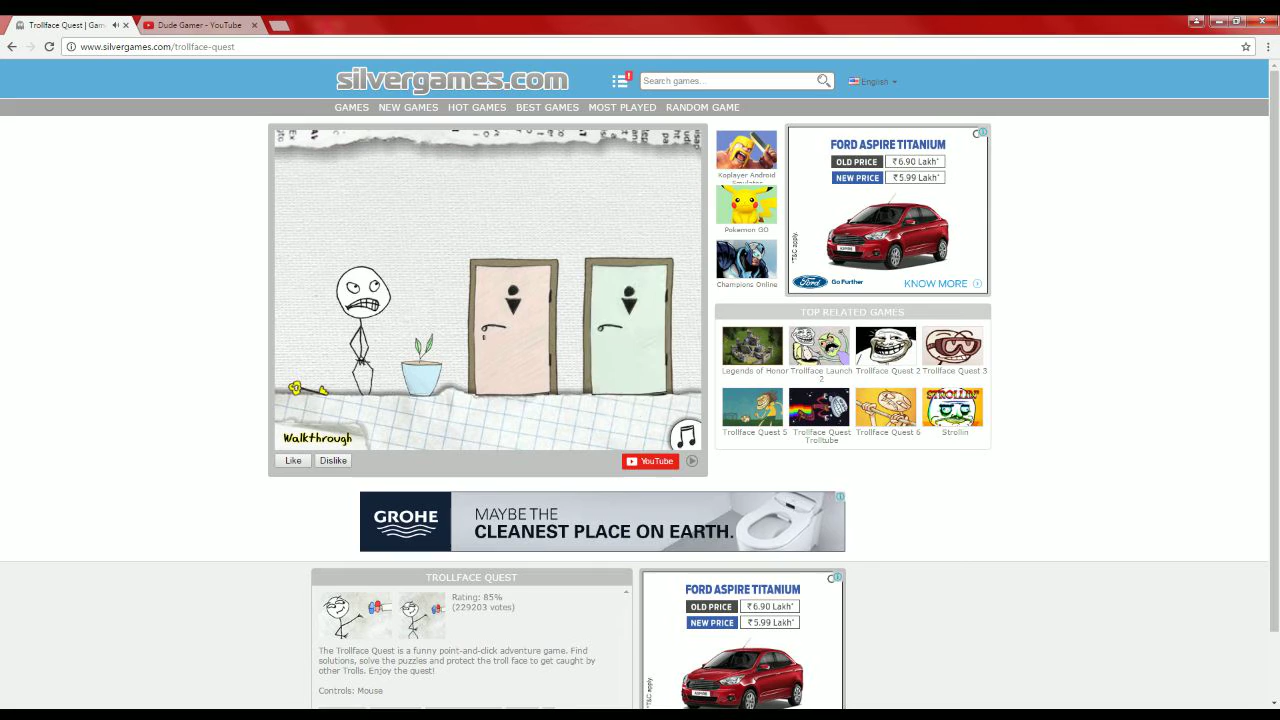 Trollface Quest | Gam
Dude Gamer - YouTube
www.silvergames.com/trollface-quest
silvergames.com
Search games...
English
GAMES NEW GAMES HOT GAMES BEST GAMES MOST PLAYED RANDOM GAME
Walkthrough
Like
Dislike
YouTube
Koplayer Android
Emulator
Pokemon GO
Champions Online
FORD ASPIRE TITANIUM
OLD PRICE ₹6.90 Lakh*
NEW PRICE ₹5.99 Lakh*
*T&C apply.
Ford Go Further
KNOW MORE
TOP RELATED GAMES
Legends of Honor
Trollface Launch
2
Trollface Quest 2
Trollface Quest 3
Trollface Quest 5
Trollface Quest
Trolltube
Trollface Quest 6
STROLLIN'
Strollin
GROHE
MAYBE THE
CLEANEST PLACE ON EARTH.
TROLLFACE QUEST
Rating: 85%
(229203 votes)
The Trollface Quest is a funny point-and-click adventure game. Find
solutions, solve the puzzles and protect the troll face to get caught by
other Trolls. Enjoy the quest!
Controls: Mouse
FORD ASPIRE TITANIUM
OLD PRICE ₹6.90 Lakh*
NEW PRICE ₹5.99 Lakh*
*T&C apply.